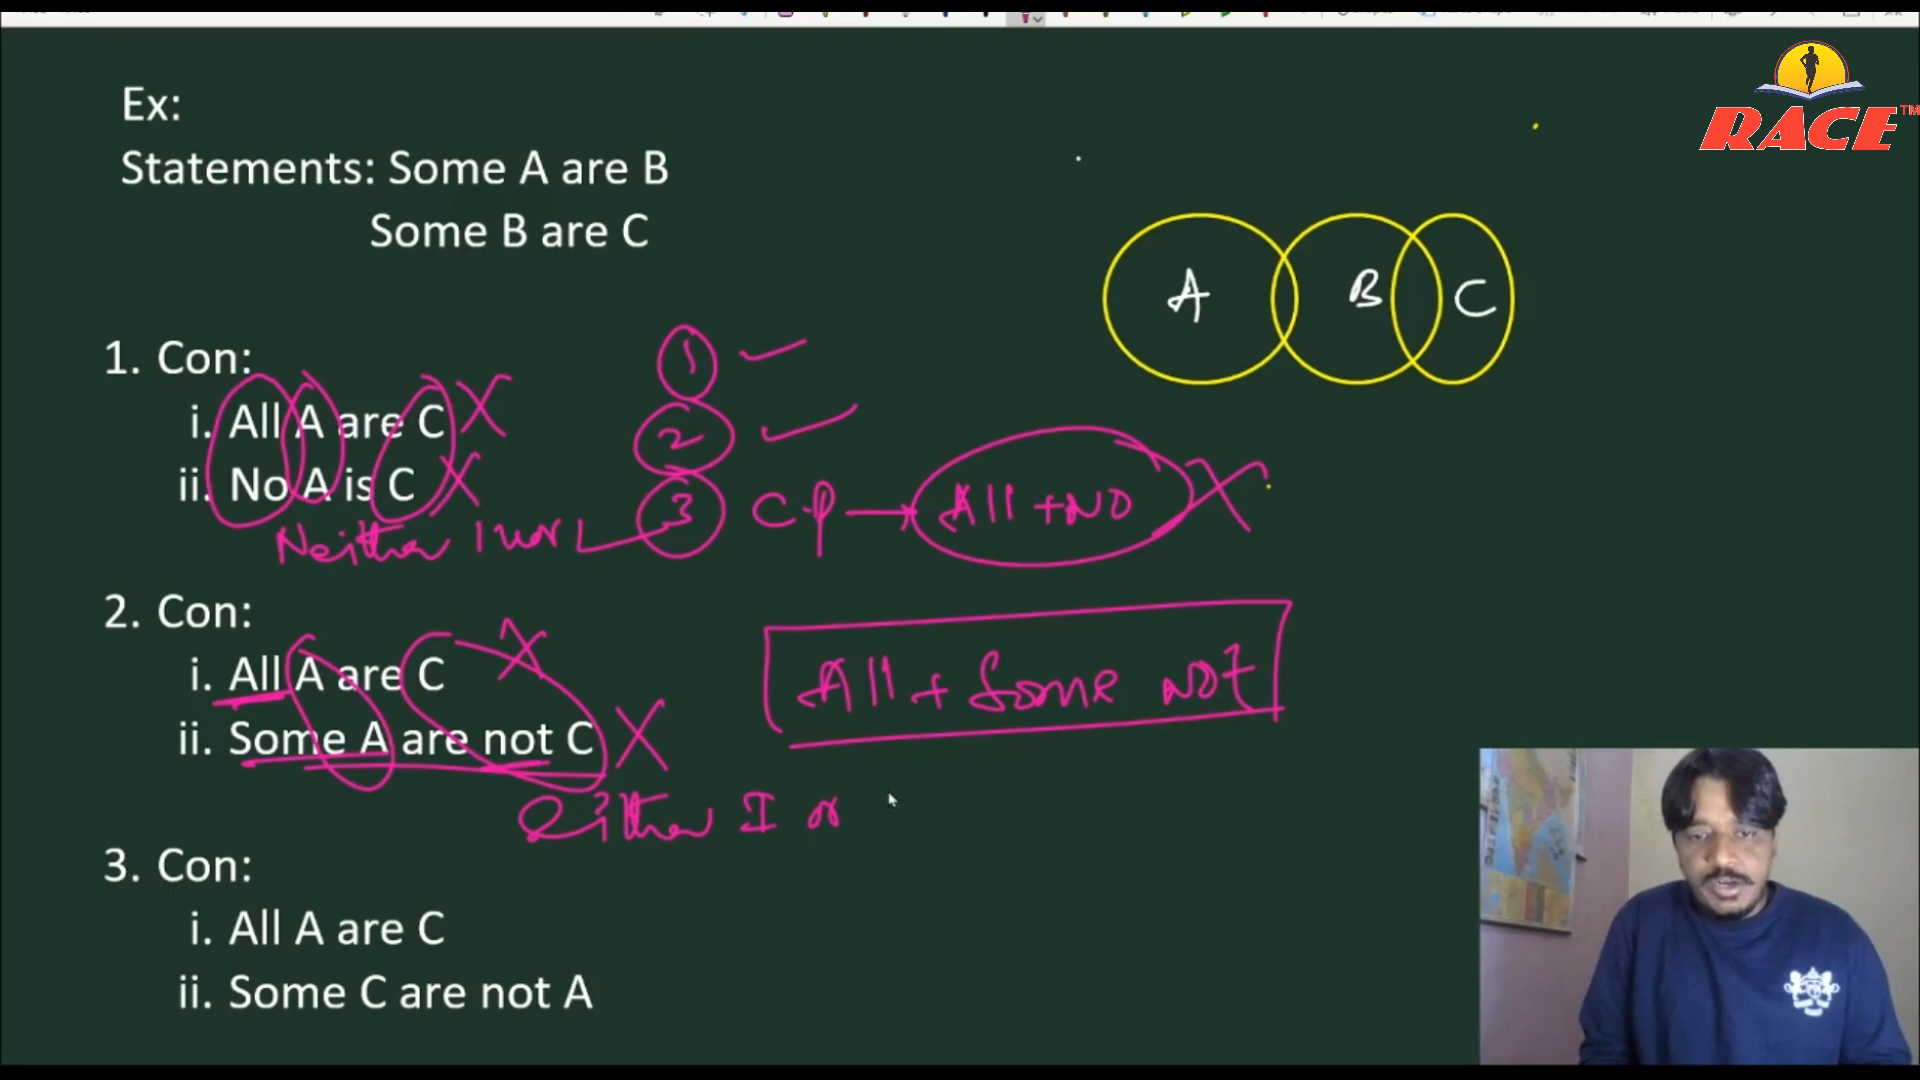 RACE™
Ex:
Statements: Some A are B
Some B are C
A B C
1. Con:
i. All A are C X
ii. No A is C X
1
2
3 C.P → All + NO X
Neither I nor
2. Con:
i. All A are C X
ii. Some A are not C X
All + Some not
either I or
3. Con:
i. All A are C
ii. Some C are not A